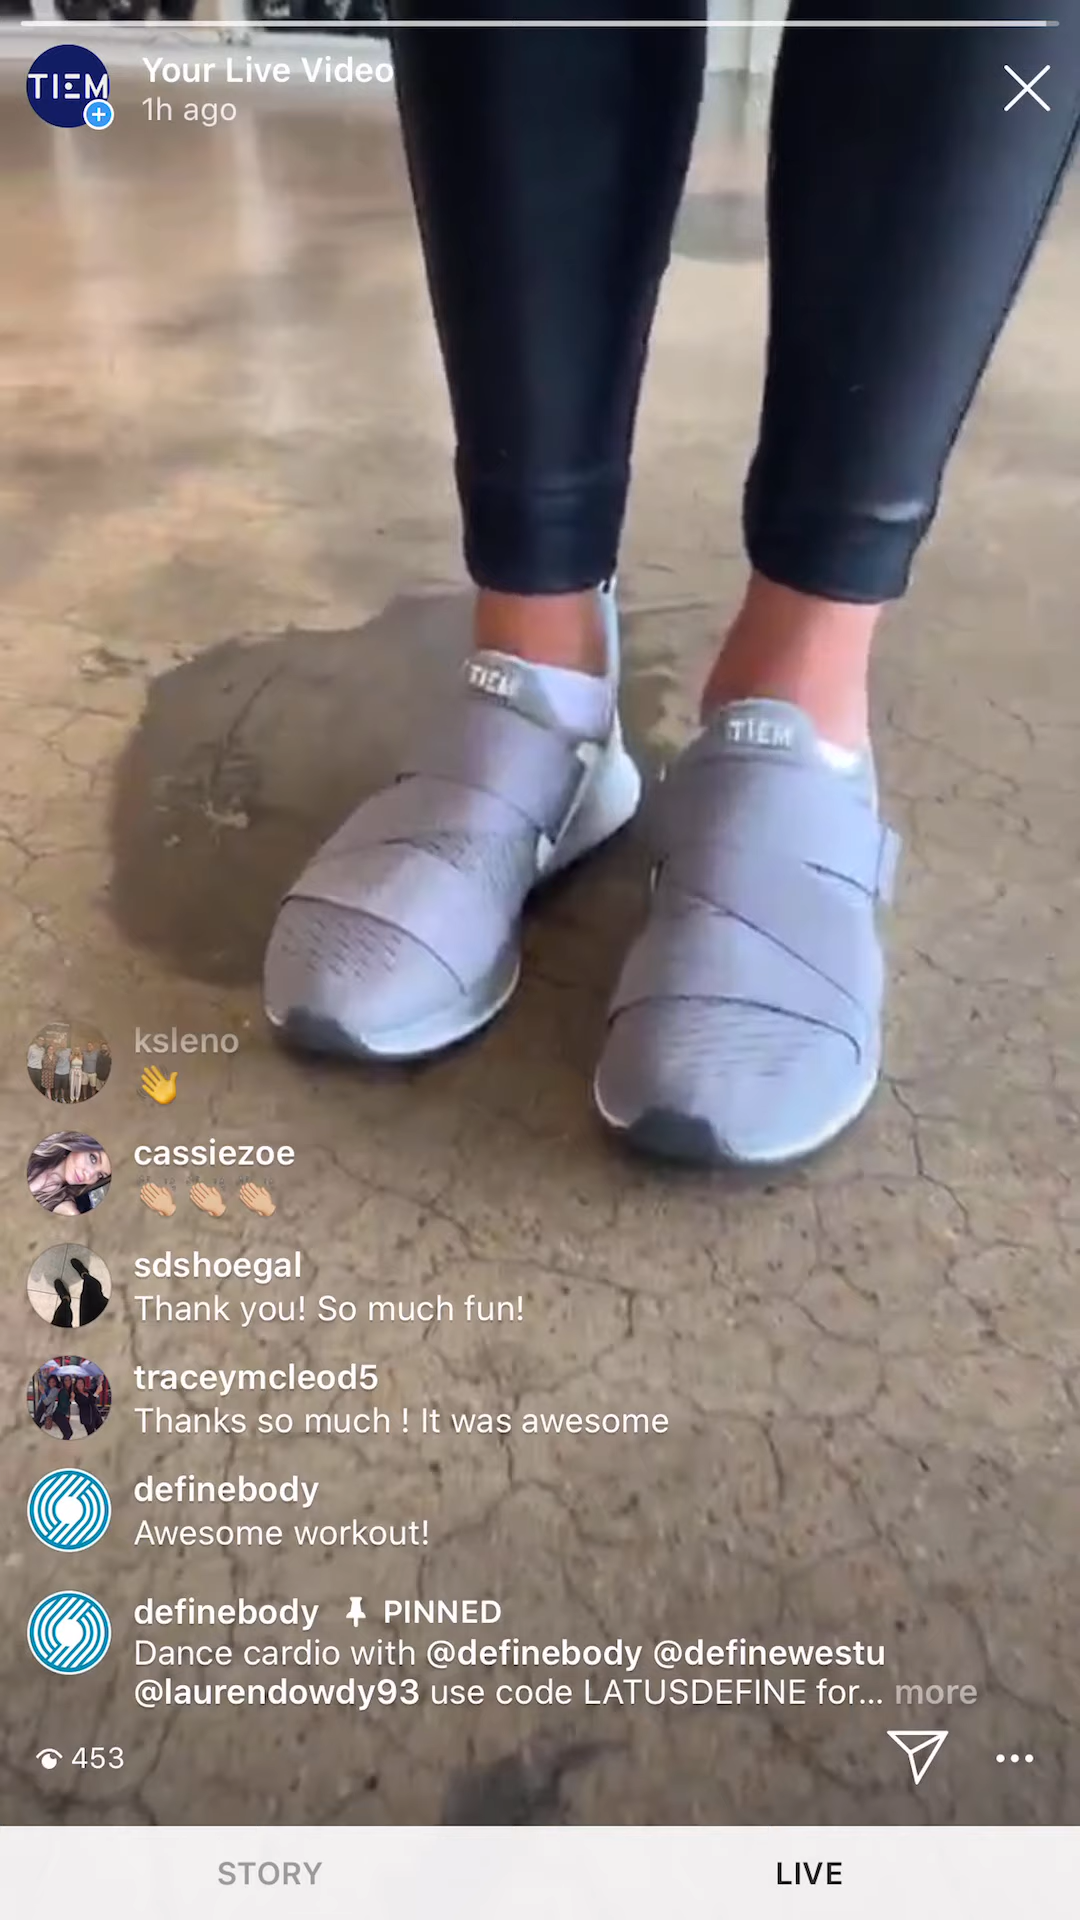 TIEM
Your Live Video
1h ago
TIEM
TIEM
ksleno
👋
cassiezoe
👏🏼👏🏼👏🏼
sdshoegal
Thank you! So much fun!
traceymcleod5
Thanks so much ! It was awesome
definebody
Awesome workout!
definebody PINNED
Dance cardio with @definebody @definewestu
@laurendowdy93 use code LATUSDEFINE for... more
453
STORY LIVE